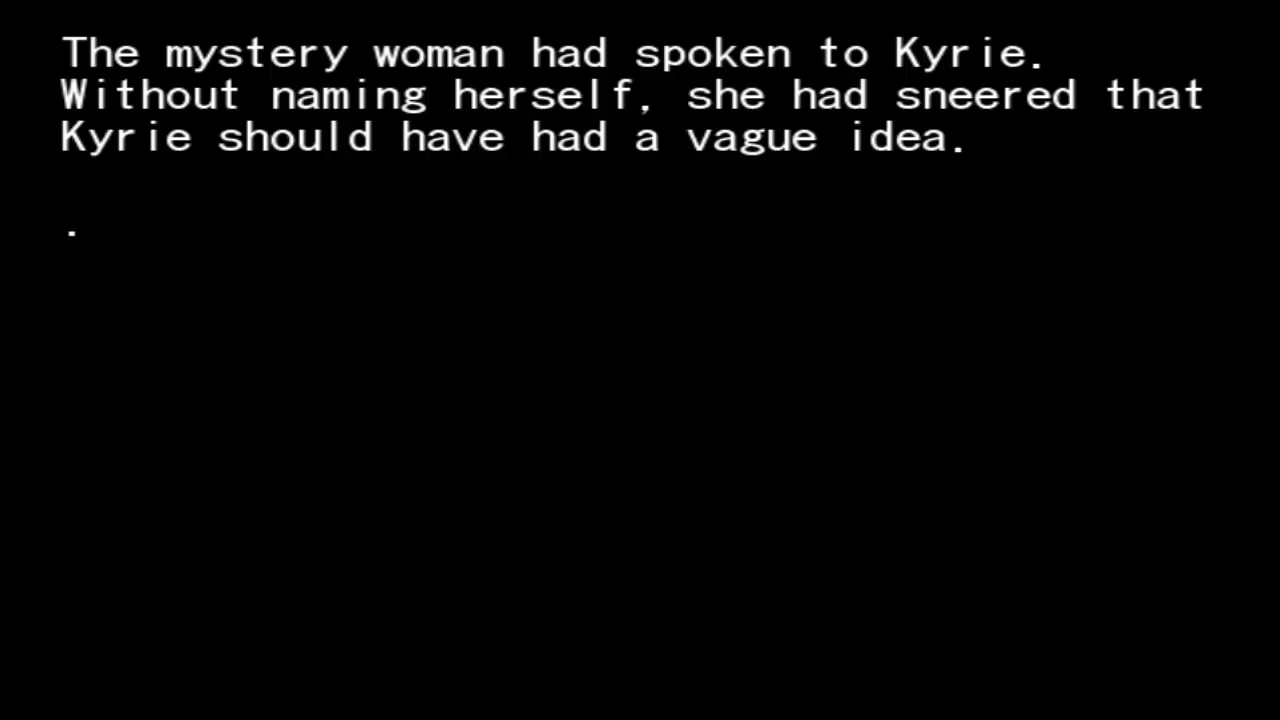 The mystery woman had spoken to Kyrie.
Without naming herself, she had sneered that
Kyrie should have had a vague idea.
.